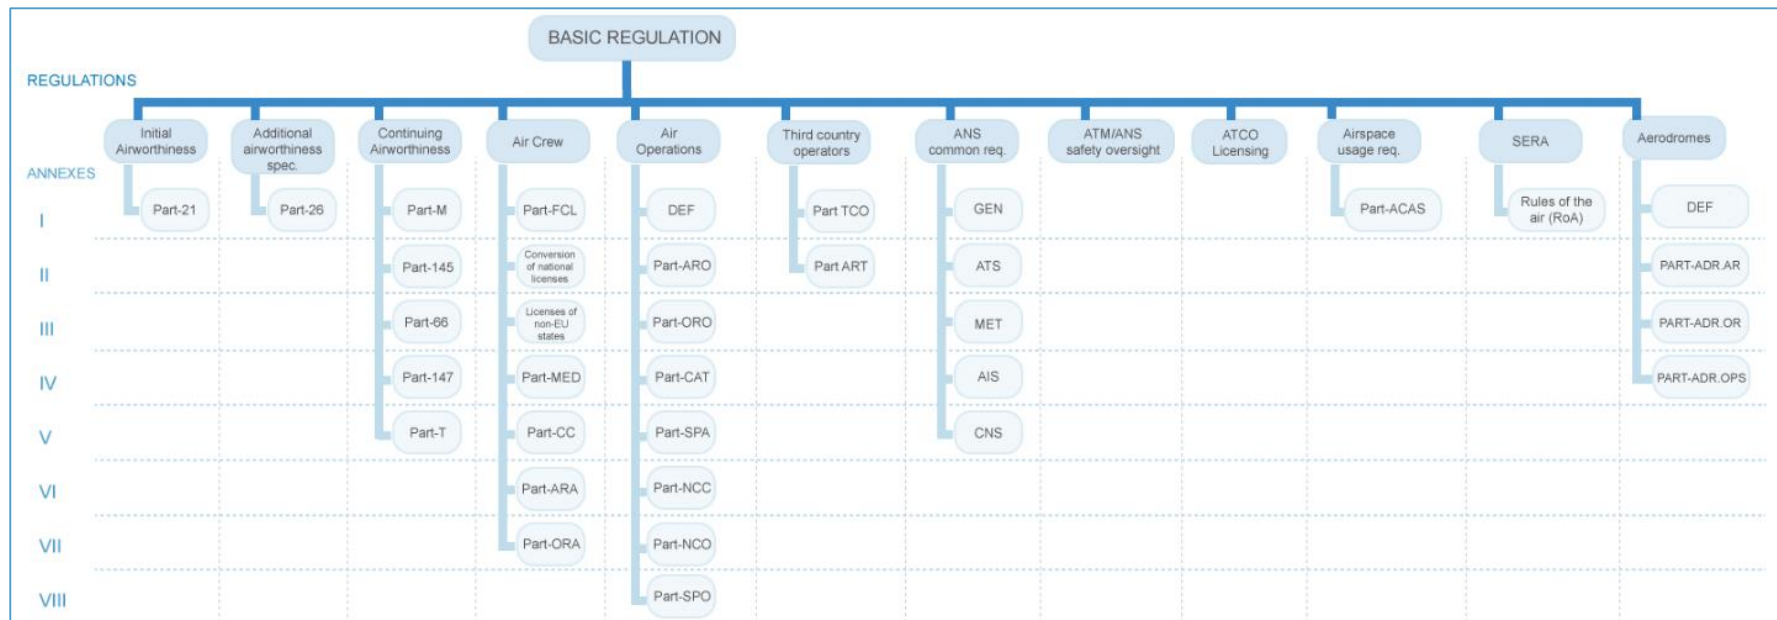 BASIC REGULATION
REGULATIONS
Initial
Airworthiness
Additional
airworthiness
spec.
Continuing
Airworthiness
Air Crew
Air
Operations
Third country
operators
ANS
common req.
ATM/ANS
safety oversight
ATCO
Licensing
Airspace
usage req.
SERA
Aerodromes
ANNEXES
I
Part-21
Part-26
Part-M
Part-FCL
DEF
Part TCO
GEN
Part-ACAS
Rules of the
air (RoA)
DEF
II
Part-145
Conversion
of national
licenses
Part-ARO
Part ART
ATS
PART-ADR.AR
III
Part-66
Licenses of
non-EU
states
Part-ORO
MET
PART-ADR.OR
IV
Part-147
Part-MED
Part-CAT
AIS
PART-ADR.OPS
V
Part-T
Part-CC
Part-SPA
CNS
VI
Part-ARA
Part-NCC
VII
Part-ORA
Part-NCO
VIII
Part-SPO